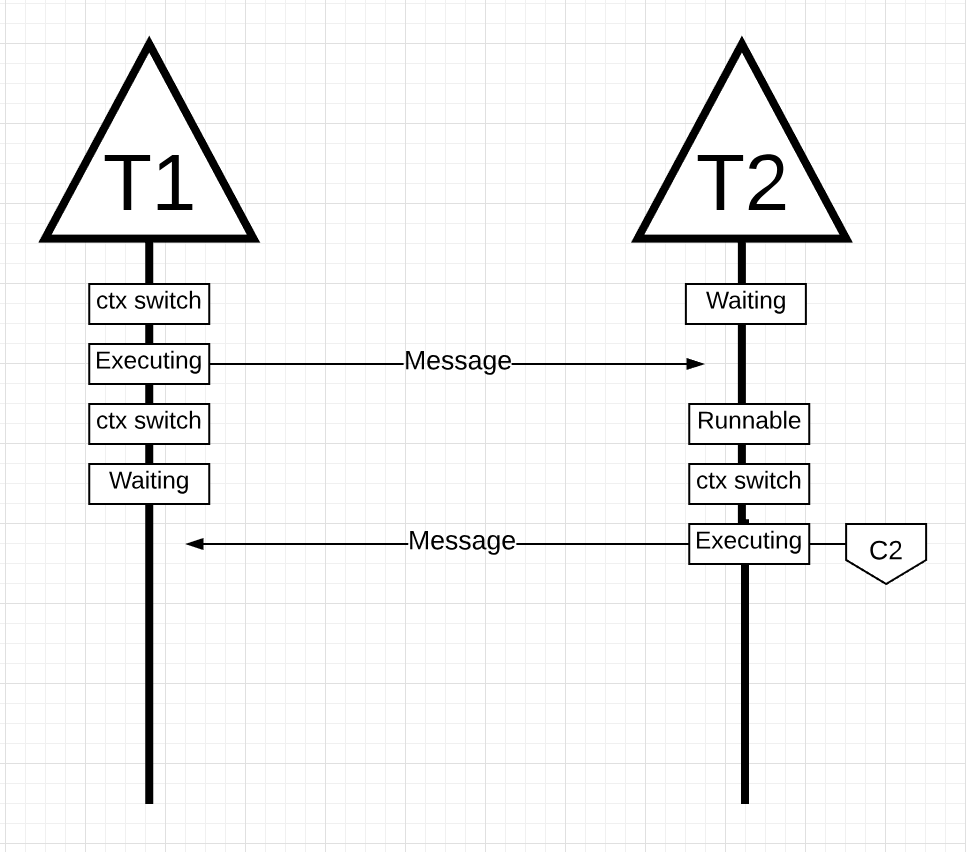 T1
T2
ctx switch
Waiting
Executing
Message
ctx switch
Runnable
Waiting
ctx switch
Message
Executing
C2